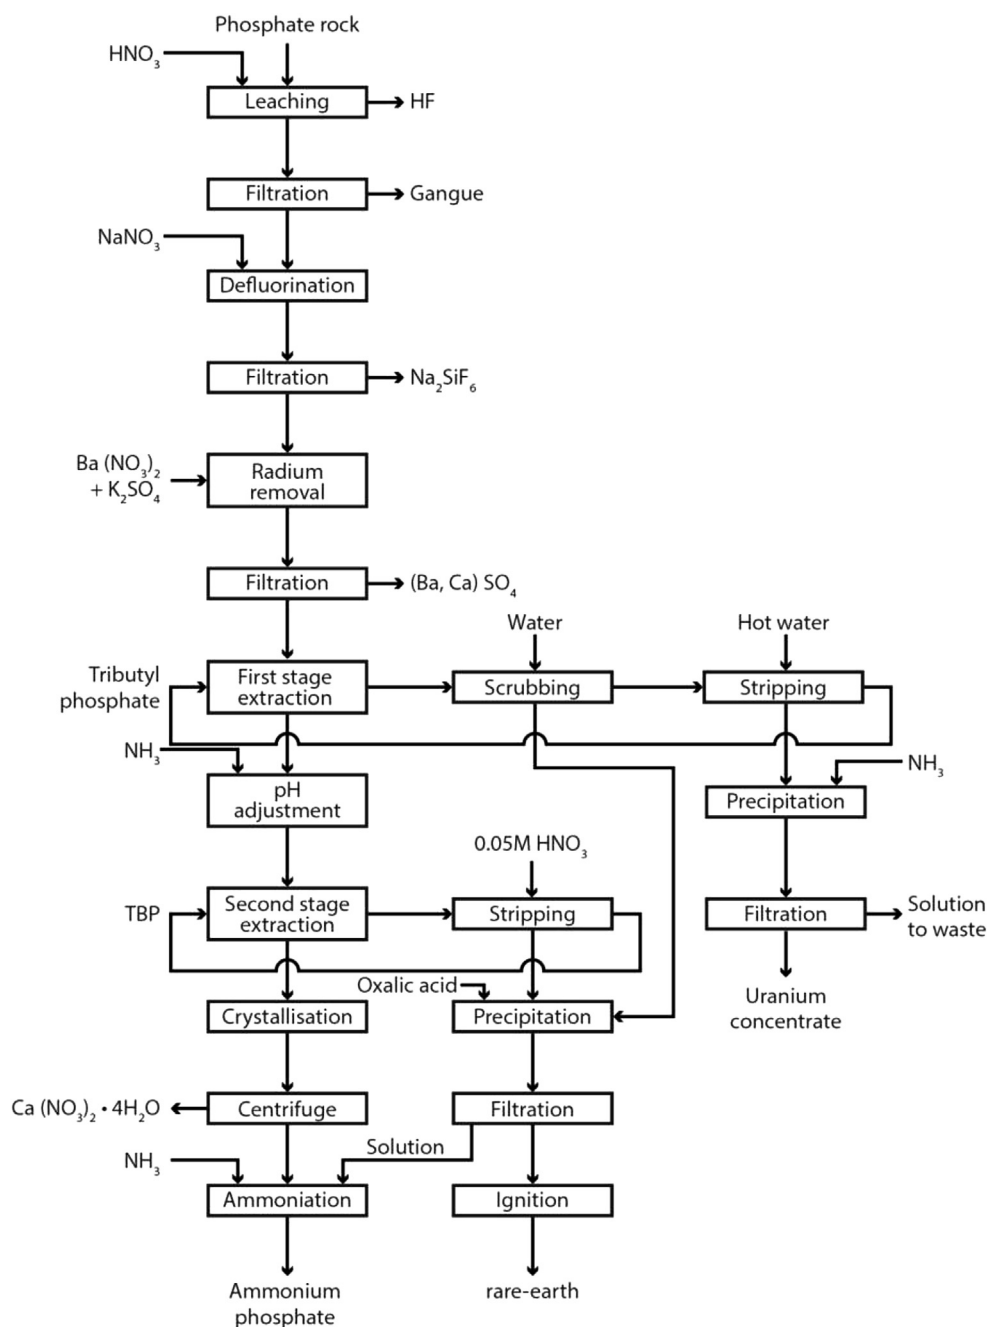 Phosphate rock
HNO₃
Leaching
HF
Filtration
Gangue
NaNO₃
Defluorination
Filtration
Na₂SiF₆
Ba (NO₃)₂
+ K₂SO₄
Radium
removal
Filtration
(Ba, Ca) SO₄
Water
Hot water
Tributyl
phosphate
First stage
extraction
Scrubbing
Stripping
NH₃
pH
adjustment
NH₃
Precipitation
0.05M HNO₃
TBP
Second stage
extraction
Stripping
Filtration
Solution
to waste
Oxalic acid
Crystallisation
Precipitation
Uranium
concentrate
Ca (NO₃)₂ • 4H₂O
Centrifuge
Filtration
Solution
NH₃
Ammoniation
Ignition
Ammonium
phosphate
rare-earth